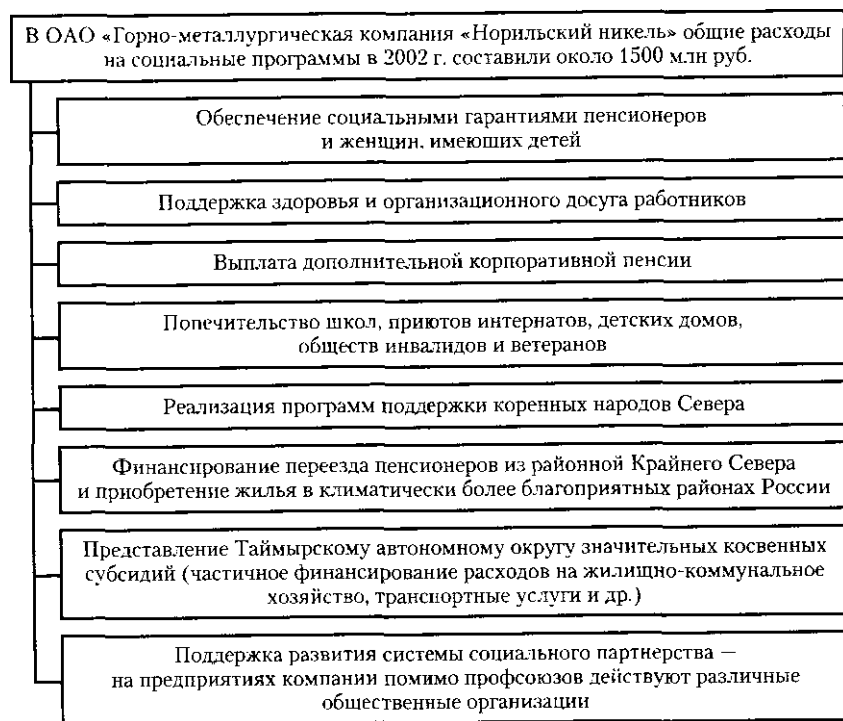 В ОАО «Горно-металлургическая компания «Норильский никель» общие расходы
на социальные программы в 2002 г. составили около 1500 млн руб.
Обеспечение социальными гарантиями пенсионеров
и женщин, имеющих детей
Поддержка здоровья и организационного досуга работников
Выплата дополнительной корпоративной пенсии
Попечительство школ, приютов интернатов, детских домов,
обществ инвалидов и ветеранов
Реализация программ поддержки коренных народов Севера
Финансирование переезда пенсионеров из районной Крайнего Севера
и приобретение жилья в климатически более благоприятных районах России
Представление Таймырскому автономному округу значительных косвенных
субсидий (частичное финансирование расходов на жилищно-коммунальное
хозяйство, транспортные услуги и др.)
Поддержка развития системы социального партнерства —
на предприятиях компании помимо профсоюзов действуют различные
общественные организации